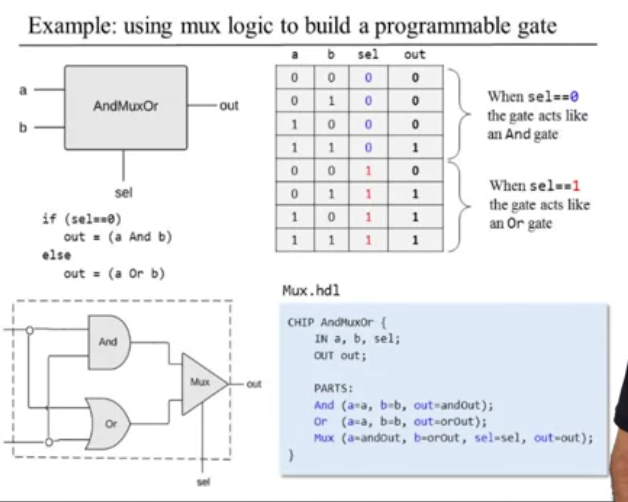 Example: using mux logic to build a programmable gate
a
b
AndMuxOr
out
sel
if (sel==0)
out = (a And b)
else
out = (a Or b)
a b sel out
0 0 0 0
0 1 0 0
1 0 0 0
1 1 0 1
0 0 1 0
0 1 1 1
1 0 1 1
1 1 1 1
When sel==0
the gate acts like
an And gate
When sel==1
the gate acts like
an Or gate
And
Or
Mux
out
sel
Mux.hdl
CHIP AndMuxOr {
IN a, b, sel;
OUT out;
PARTS:
And (a=a, b=b, out=andOut);
Or (a=a, b=b, out=orOut);
Mux (a=andOut, b=orOut, sel=sel, out=out);
}